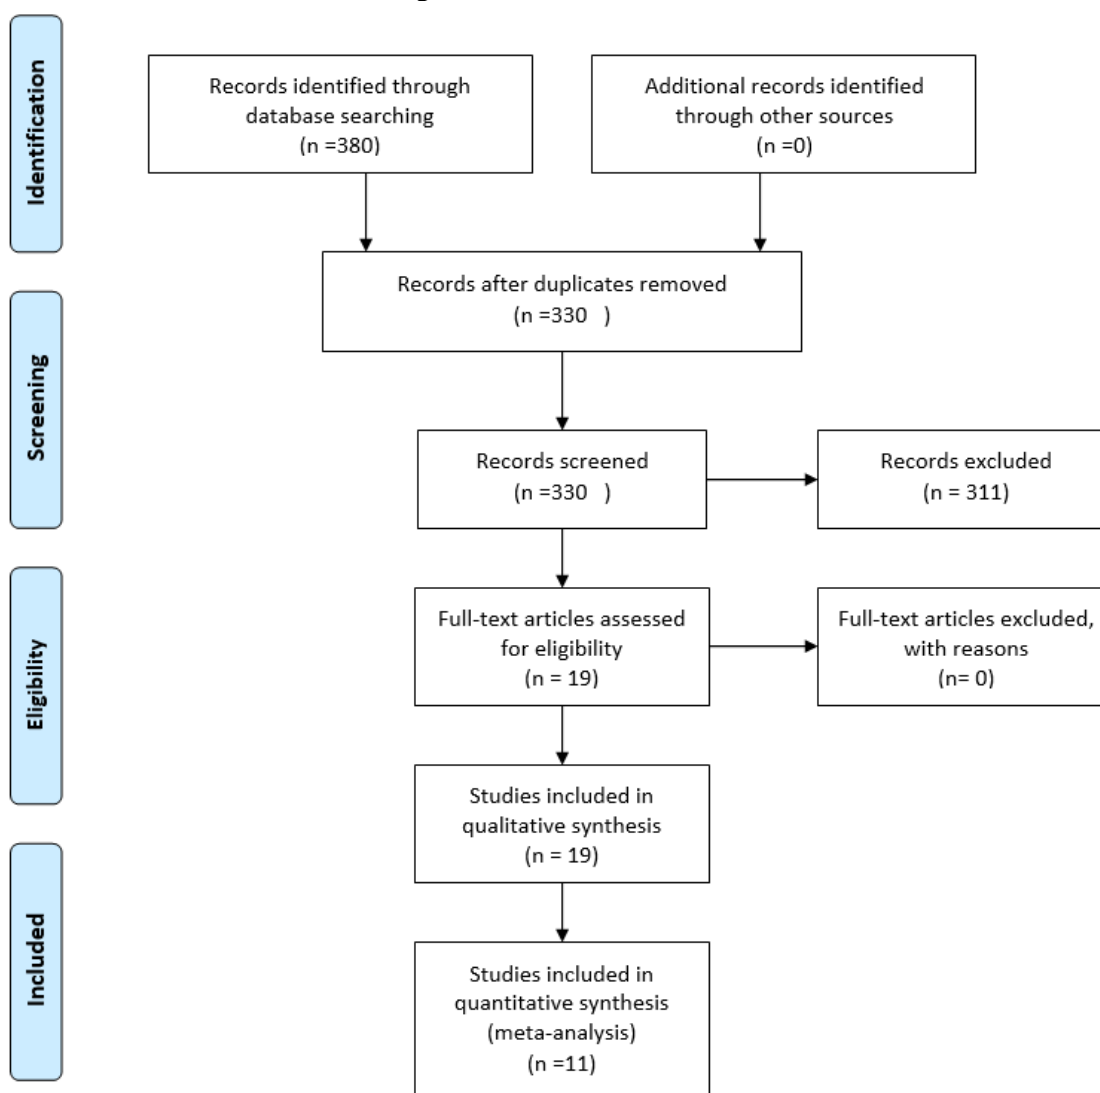 Identification
Records identified through
database searching
(n =380)
Additional records identified
through other sources
(n =0)
Records after duplicates removed
(n =330   )
Screening
Records screened
(n =330   )
Records excluded
(n = 311)
Eligibility
Full-text articles assessed
for eligibility
(n = 19)
Full-text articles excluded,
with reasons
(n= 0)
Studies included in
qualitative synthesis
(n = 19)
Included
Studies included in
quantitative synthesis
(meta-analysis)
(n =11)